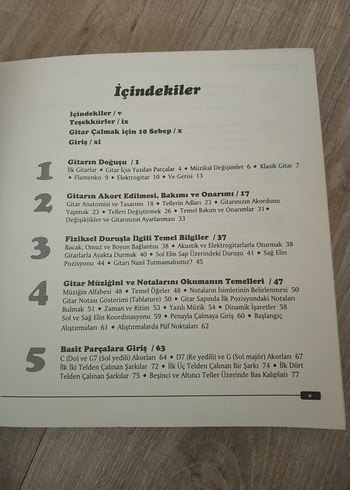 İçindekiler
İçindekiler / v
Teşekkürler / ix
Gitar Çalmak için 10 Sebep / x
Giriş / xi
1 Gitarın Doğuşu / 1
İlk Gitarlar • Gitar İçin Yazılan Parçalar 4 • Müzikal Değişimler 6 • Klasik Gitar 7
• Flamenko 9 • Elektrogitar 10 • Ve Gerisi 13
2 Gitarın Akort Edilmesi, Bakımı ve Onarımı / 17
Gitar Anatomisi ve Tasarımı 18 • Tellerin Adları 23 • Gitarınızın Akordunu
Yapmak 23 • Telleri Değiştirmek 26 • Temel Bakım ve Onarımlar 31 •
Değişiklikler ve Gitarınızın Ayarlanması 33
3 Fiziksel Duruşla İlgili Temel Bilgiler / 37
Bacak, Omuz ve Boyun Bağlantısı 38 • Akustik ve Elektrogitarlarla Oturmak 38
Gitarlarla Ayakta Durmak 40 • Sol Elin Sap Üzerindeki Duruşu 41 • Sağ Elin
Pozisyonu 44 • Gitarı Nasıl Tutmamalısınız? 45
4 Gitar Müziğini ve Notalarını Okumanın Temelleri / 47
Müziğin Alfabesi 48 • Temel Öğeler 48 • Notaların İsimlerinin Belirlenmesi 50
Gitar Notası Gösterimi (Tablature) 50 • Gitar Sapında İlk Pozisyondaki Notaları
Bulmak 51 • Zaman ve Ritim 53 • Yazılı Müzik 54 • Dinamik İşaretler 58
Sol ve Sağ Elin Koordinasyonu 59 • Penayla Çalmaya Giriş 60 • Başlangıç
Alıştırmaları 61 • Alıştırmalarda Püf Noktaları 62
5 Basit Parçalara Giriş / 63
C (Do) ve G7 (Sol yedili) Akorları 64 • D7 (Re yedili) ve G (Sol majör) Akorları 67
İlk İki Telden Çalınan Şarkılar 72 • İlk Üç Telden Çalınan Bir Şarkı 74 • İlk Dört
Telden Çalınan Şarkılar 75 • Beşinci ve Altıncı Teller Üzerinde Bas Kalıpları 77
v